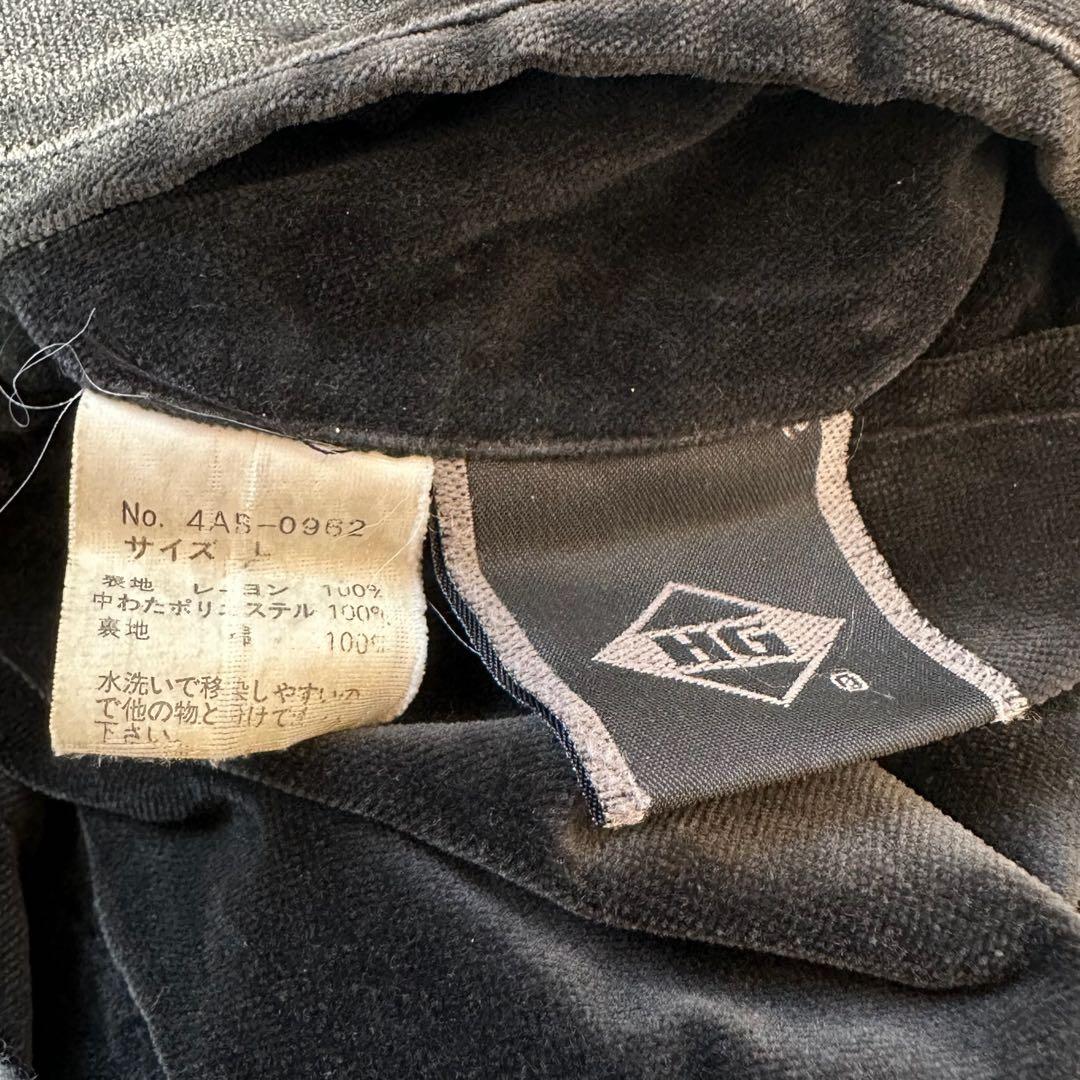 No. 4AS-0962
サイズ L
表地 レーヨン 100%
中わたポリエステル 100%
裏地 綿 100%
水洗いで移染しやすいの
で他の物と分けて
下さい。
HG
®